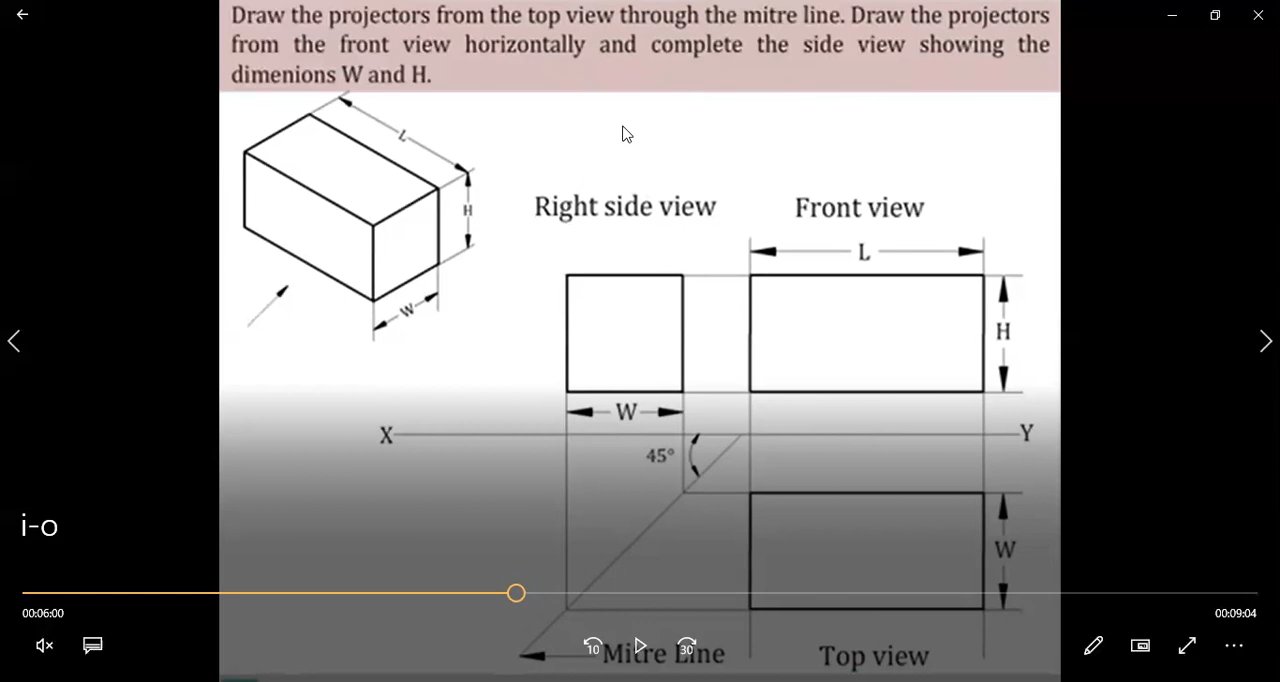 Draw the projectors from the top view through the mitre line. Draw the projectors
from the front view horizontally and complete the side view showing the
dimenions W and H.
L
H
W
Right side view
Front view
L
H
W
X
Y
45°
W
i-o
00:06:00
00:09:04
10
30
Mitre Line
Top view